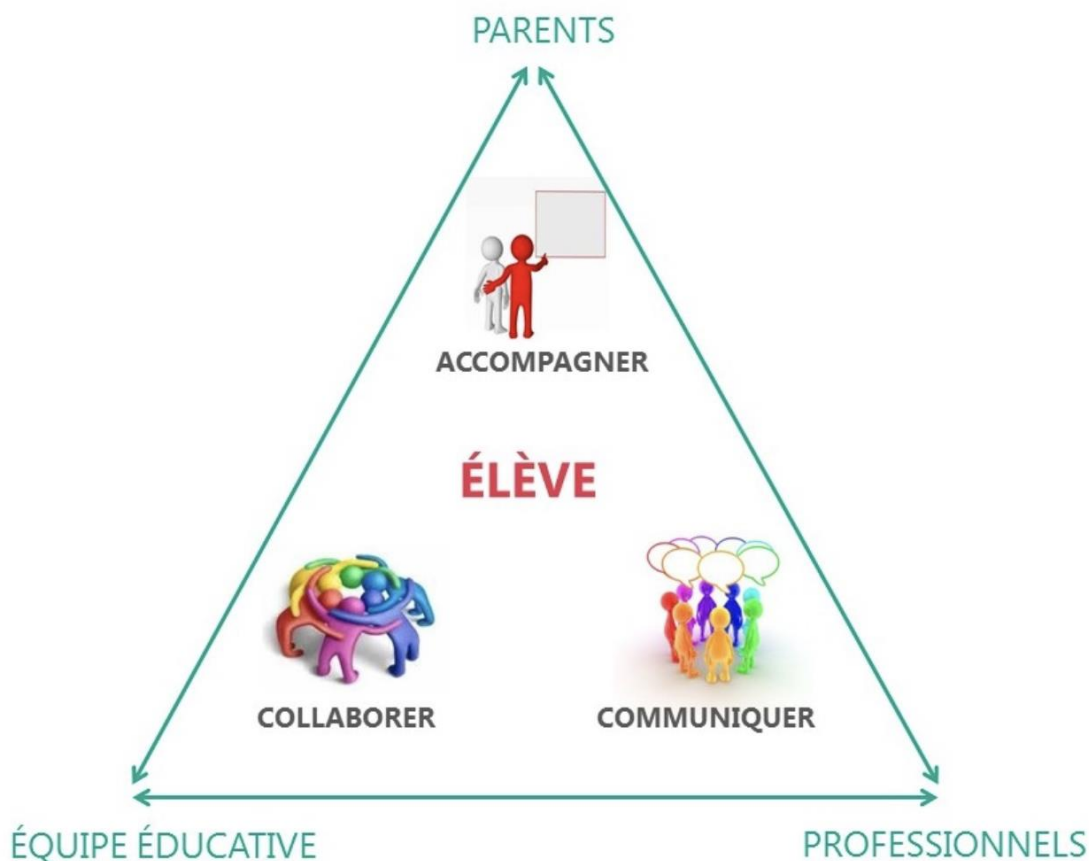 PARENTS
ACCOMPAGNER
ÉLÈVE
COLLABORER
COMMUNIQUER
ÉQUIPE ÉDUCATIVE
PROFESSIONNELS